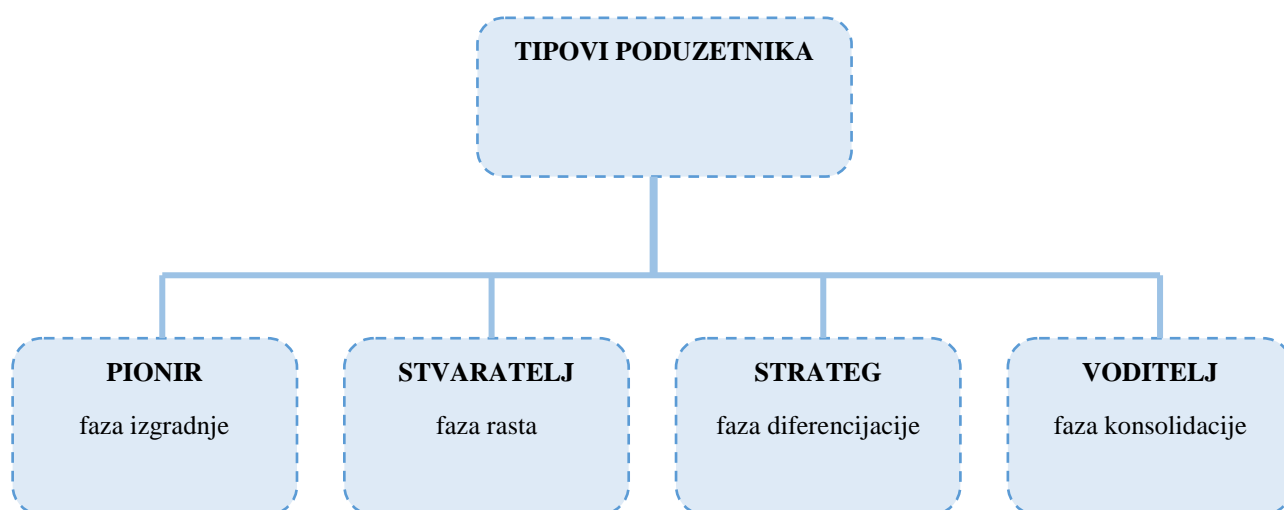 TIPOVI PODUZETNIKA
PIONIR
faza izgradnje
STVARATELJ
faza rasta
STRATEG
faza diferencijacije
VODITELJ
faza konsolidacije